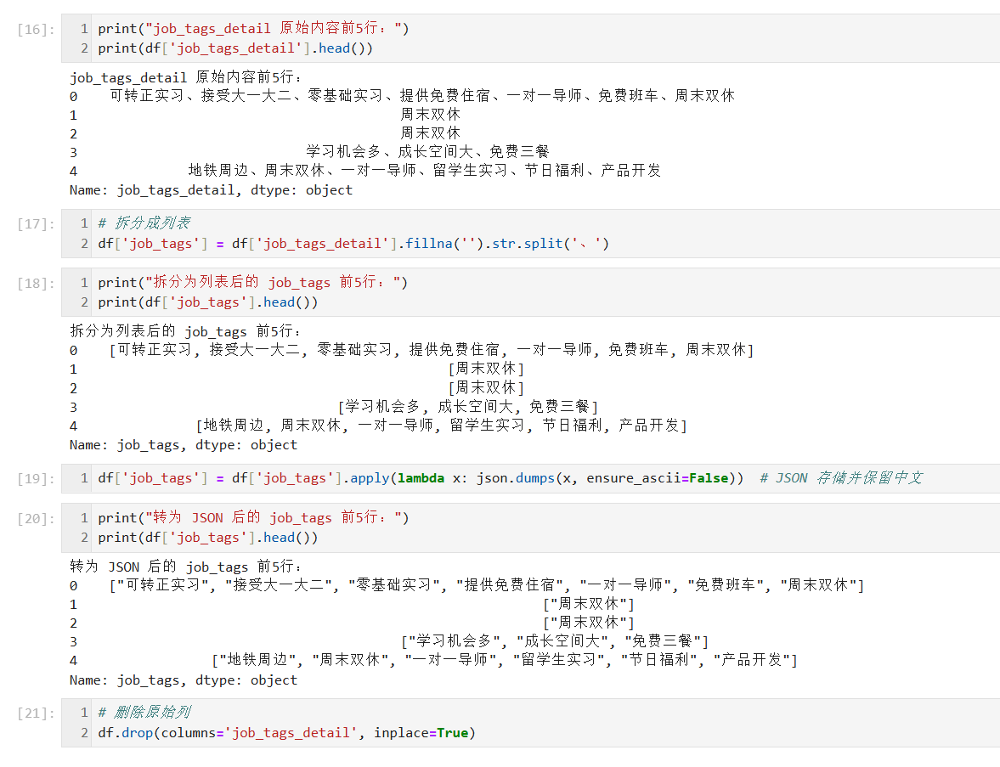 [16]: 1 print("job_tags_detail 原始内容前5行：")
2 print(df['job_tags_detail'].head())
job_tags_detail 原始内容前5行：
0 可转正实习、接受大一大二、零基础实习、提供免费住宿、一对一导师、免费班车、周末双休
1 周末双休
2 周末双休
3 学习机会多、成长空间大、免费三餐
4 地铁周边、周末双休、一对一导师、留学生实习、节日福利、产品开发
Name: job_tags_detail, dtype: object
[17]: 1 # 拆分成列表
2 df['job_tags'] = df['job_tags_detail'].fillna('').str.split('、')
[18]: 1 print("拆分为列表后的 job_tags 前5行：")
2 print(df['job_tags'].head())
拆分为列表后的 job_tags 前5行：
0 [可转正实习, 接受大一大二, 零基础实习, 提供免费住宿, 一对一导师, 免费班车, 周末双休]
1 [周末双休]
2 [周末双休]
3 [学习机会多, 成长空间大, 免费三餐]
4 [地铁周边, 周末双休, 一对一导师, 留学生实习, 节日福利, 产品开发]
Name: job_tags, dtype: object
[19]: 1 df['job_tags'] = df['job_tags'].apply(lambda x: json.dumps(x, ensure_ascii=False)) # JSON 存储并保留中文
[20]: 1 print("转为 JSON 后的 job_tags 前5行：")
2 print(df['job_tags'].head())
转为 JSON 后的 job_tags 前5行：
0 ["可转正实习", "接受大一大二", "零基础实习", "提供免费住宿", "一对一导师", "免费班车", "周末双休"]
1 ["周末双休"]
2 ["周末双休"]
3 ["学习机会多", "成长空间大", "免费三餐"]
4 ["地铁周边", "周末双休", "一对一导师", "留学生实习", "节日福利", "产品开发"]
Name: job_tags, dtype: object
[21]: 1 # 删除原始列
2 df.drop(columns='job_tags_detail', inplace=True)